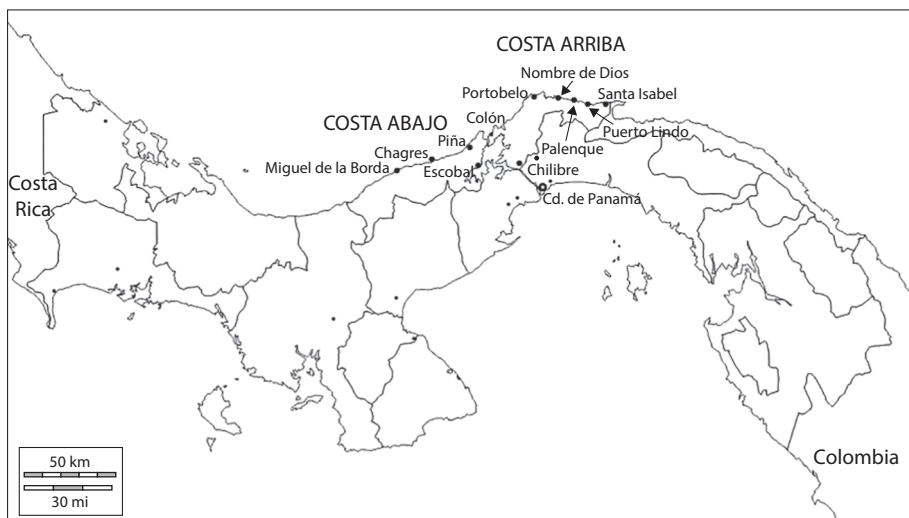 COSTA ARRIBA
Nombre de Dios
Portobelo
Santa Isabel
Colón
COSTA ABAJO
Puerto Lindo
Piña
Palenque
Chagres
Miguel de la Borda
Escobal
Chilibre
Costa
Rica
Cd. de Panamá
Colombia
50 km
30 mi